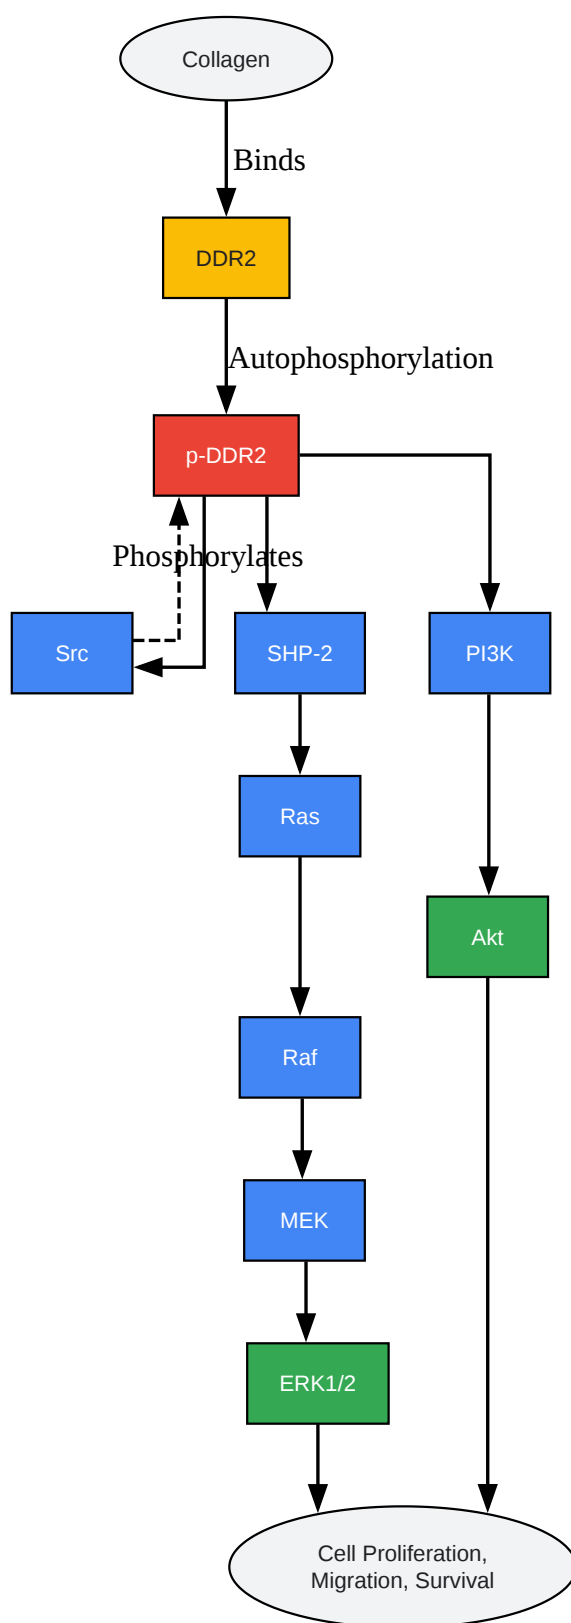 Collagen
Binds
DDR2
Autophosphorylation
p-DDR2
Phosphorylates
Src
SHP-2
PI3K
Ras
Akt
Raf
MEK
ERK1/2
Cell Proliferation,
Migration, Survival